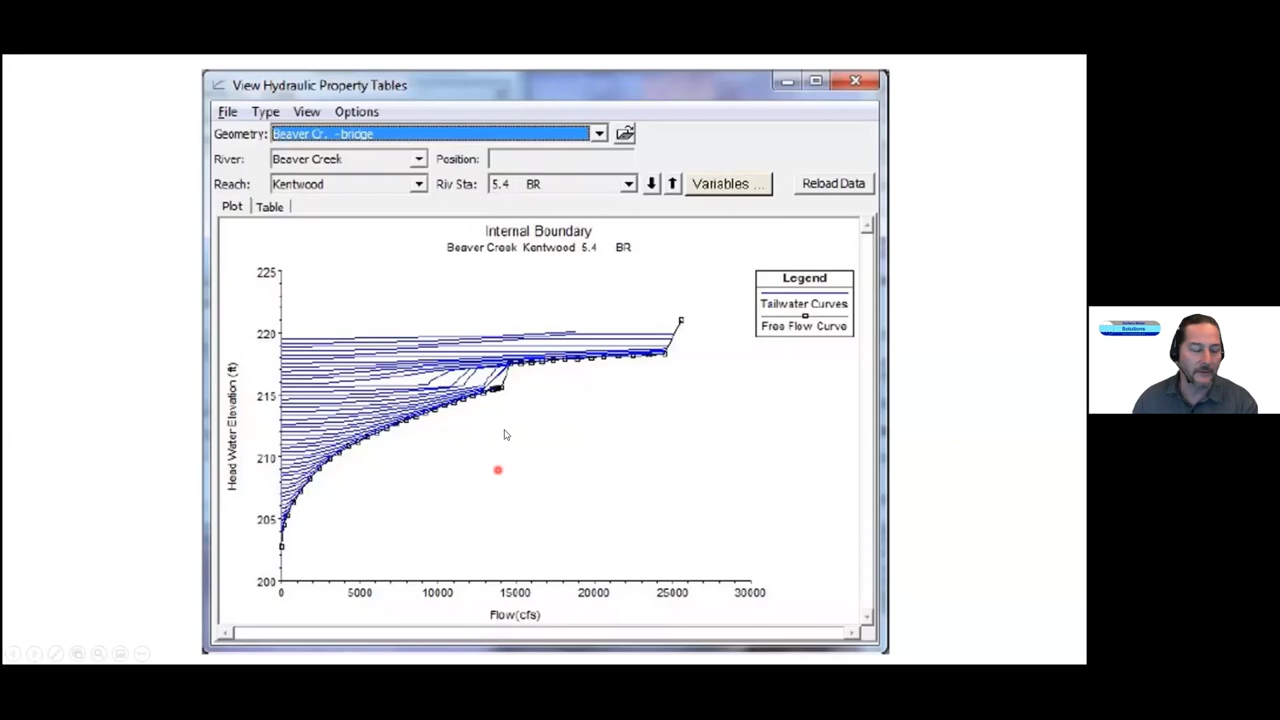 View Hydraulic Property Tables
File Type View Options
Geometry: Beaver Cr. -bridge
River: Beaver Creek Position:
Reach: Kentwood Riv Sta: 5.4 BR Variables ... Reload Data
Plot Table
Internal Boundary
Beaver Creek Kentwood 5.4 BR
Legend
Tailwater Curves
Free Flow Curve
Head Water Elevation (ft)
225
220
215
210
205
200
0 5000 10000 15000 20000 25000 30000
Flow(cfs)
Solutions